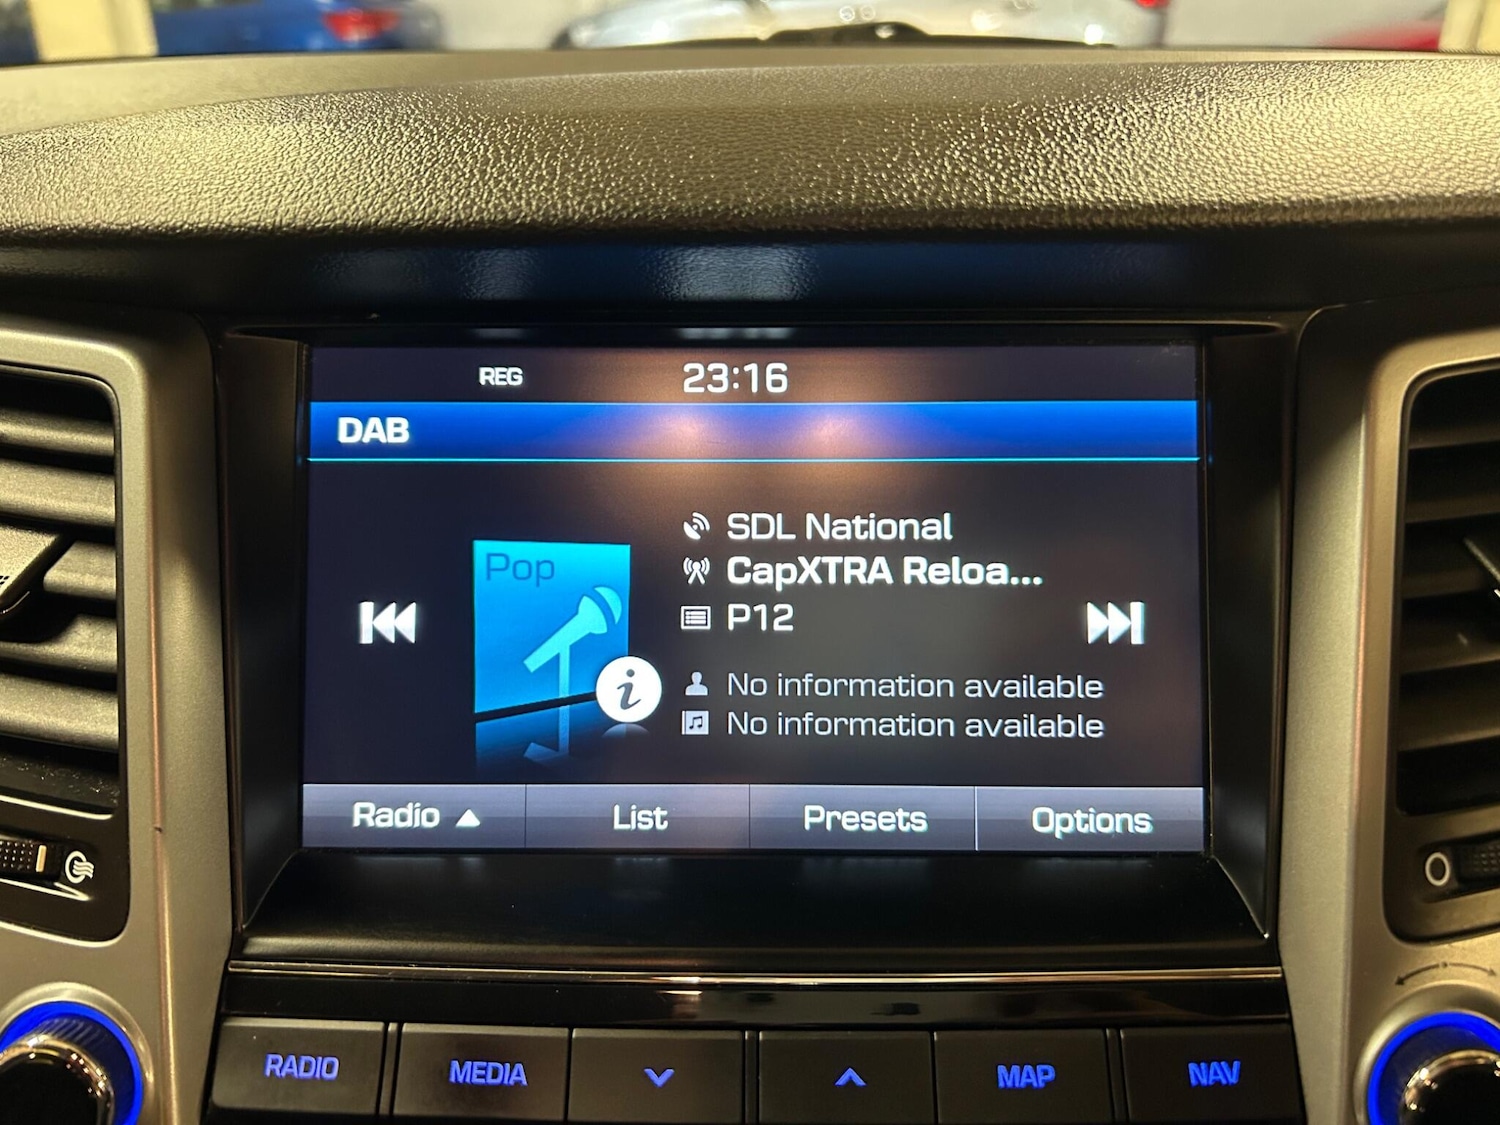 REG 23:16
DAB
Pop
SDL National
CapXTRA Reloa...
P12
i
No information available
No information available
Radio ▲ List Presets Options
RADIO MEDIA MAP NAV